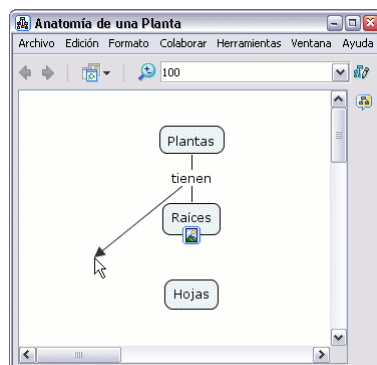 Anatomía de una Planta
Archivo Edición Formato Colaborar Herramientas Ventana Ayuda
100
Plantas
tienen
Raíces
Hojas